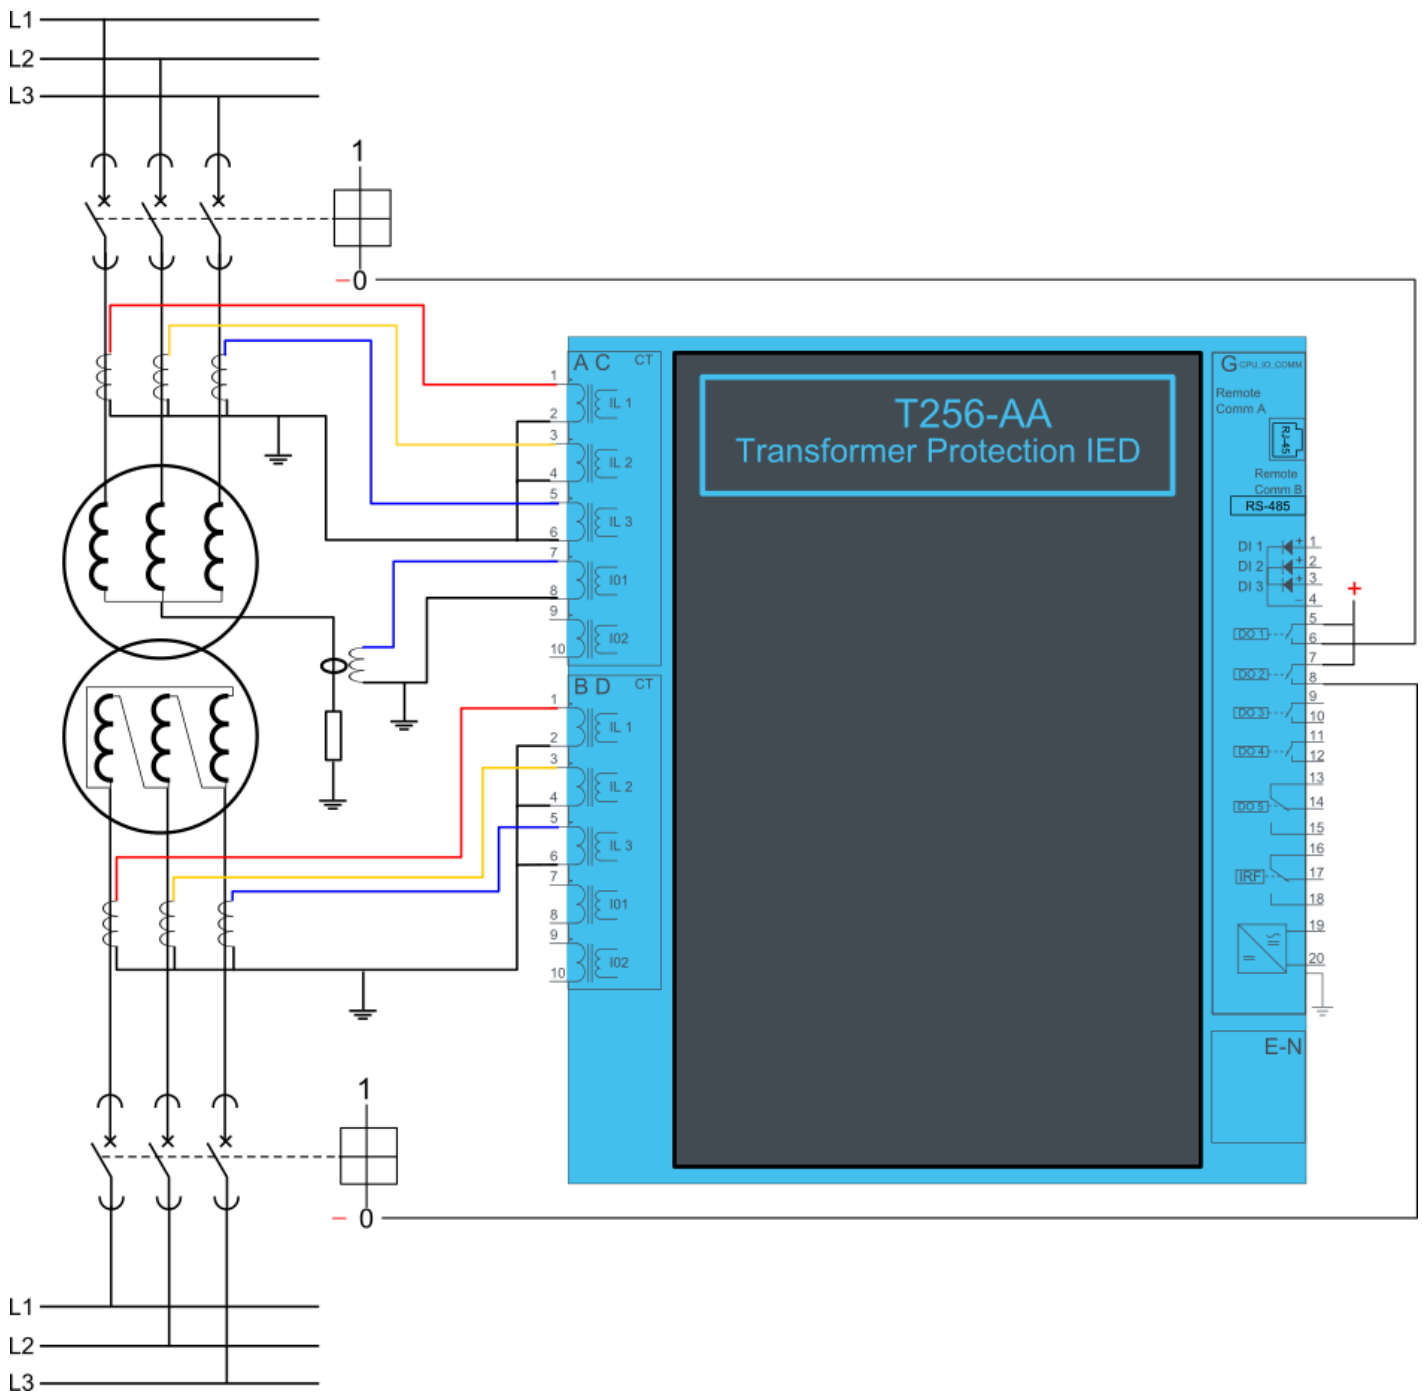 L1
L2
L3
1
−0
A C CT
1
2
3
4
5
6
7
8
9
10
IL 1
IL 2
IL 3
I01
I02
B D CT
1
2
3
4
5
6
7
8
9
10
IL 1
IL 2
IL 3
I01
I02
T256-AA
Transformer Protection IED
G CPU_IO_COMM
Remote
Comm A
RJ-45
Remote
Comm B
RS-485
DI 1 + 1
DI 2 + 2
DI 3 + 3
− 4
+
5
DO 1 6
7
DO 2 8
9
DO 3 10
11
DO 4 12
13
DO 5 14
15
16
IRF 17
18
19
20
E-N
1
− 0
L1
L2
L3